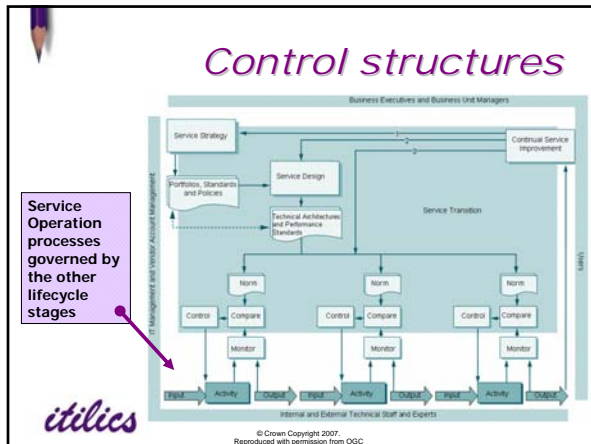 Control structures
Business Executives and Business Unit Managers
Service Strategy
1
2
3
Continual Service
Improvement
Service Design
Portfolios, Standards
and Policies
Service Transition
Technical Architectures
and Performance
Standards
IT Management and Vendor Account Management
Users
Service
Operation
processes
governed by
the other
lifecycle
stages
Norm
Norm
Norm
Control
Compare
Control
Compare
Control
Compare
Monitor
Monitor
Monitor
Input
Activity
Output
Input
Activity
Output
Input
Activity
Output
Internal and External Technical Staff and Experts
itilics
© Crown Copyright 2007.
Reproduced with permission from OGC